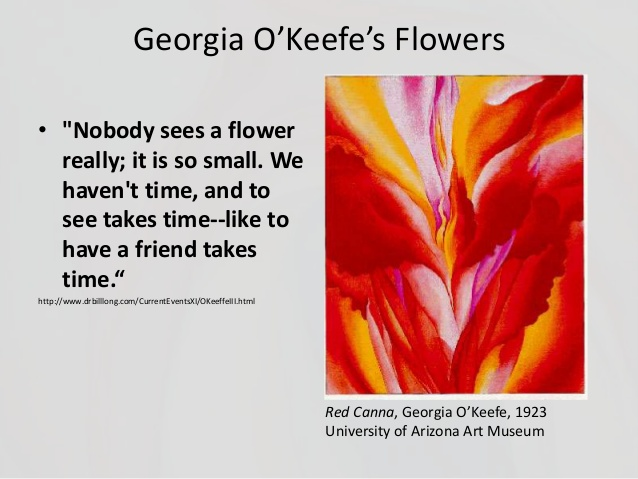 Georgia O’Keefe’s Flowers
• "Nobody sees a flower
really; it is so small. We
haven't time, and to
see takes time--like to
have a friend takes
time.“
http://www.drbilllong.com/CurrentEventsXI/OKeeffeIII.html
Red Canna, Georgia O’Keefe, 1923
University of Arizona Art Museum